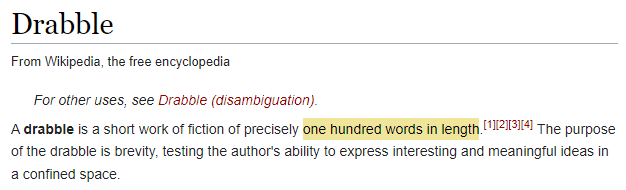 Drabble
From Wikipedia, the free encyclopedia
For other uses, see Drabble (disambiguation).
A drabble is a short work of fiction of precisely one hundred words in length.[1][2][3][4] The purpose
of the drabble is brevity, testing the author's ability to express interesting and meaningful ideas in
a confined space.